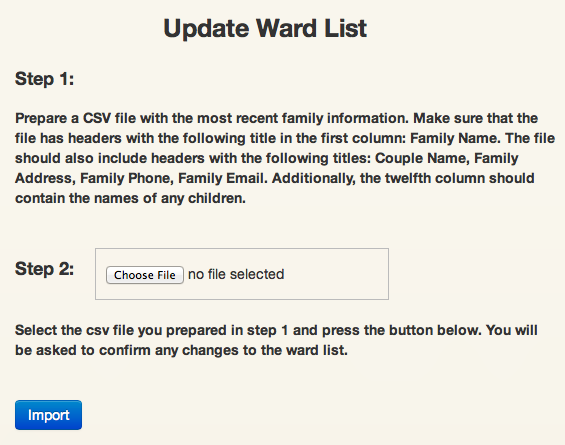 Update Ward List
Step 1:
Prepare a CSV file with the most recent family information. Make sure that the
file has headers with the following title in the first column: Family Name. The file
should also include headers with the following titles: Couple Name, Family
Address, Family Phone, Family Email. Additionally, the twelfth column should
contain the names of any children.
Step 2:
Choose File no file selected
Select the csv file you prepared in step 1 and press the button below. You will
be asked to confirm any changes to the ward list.
Import